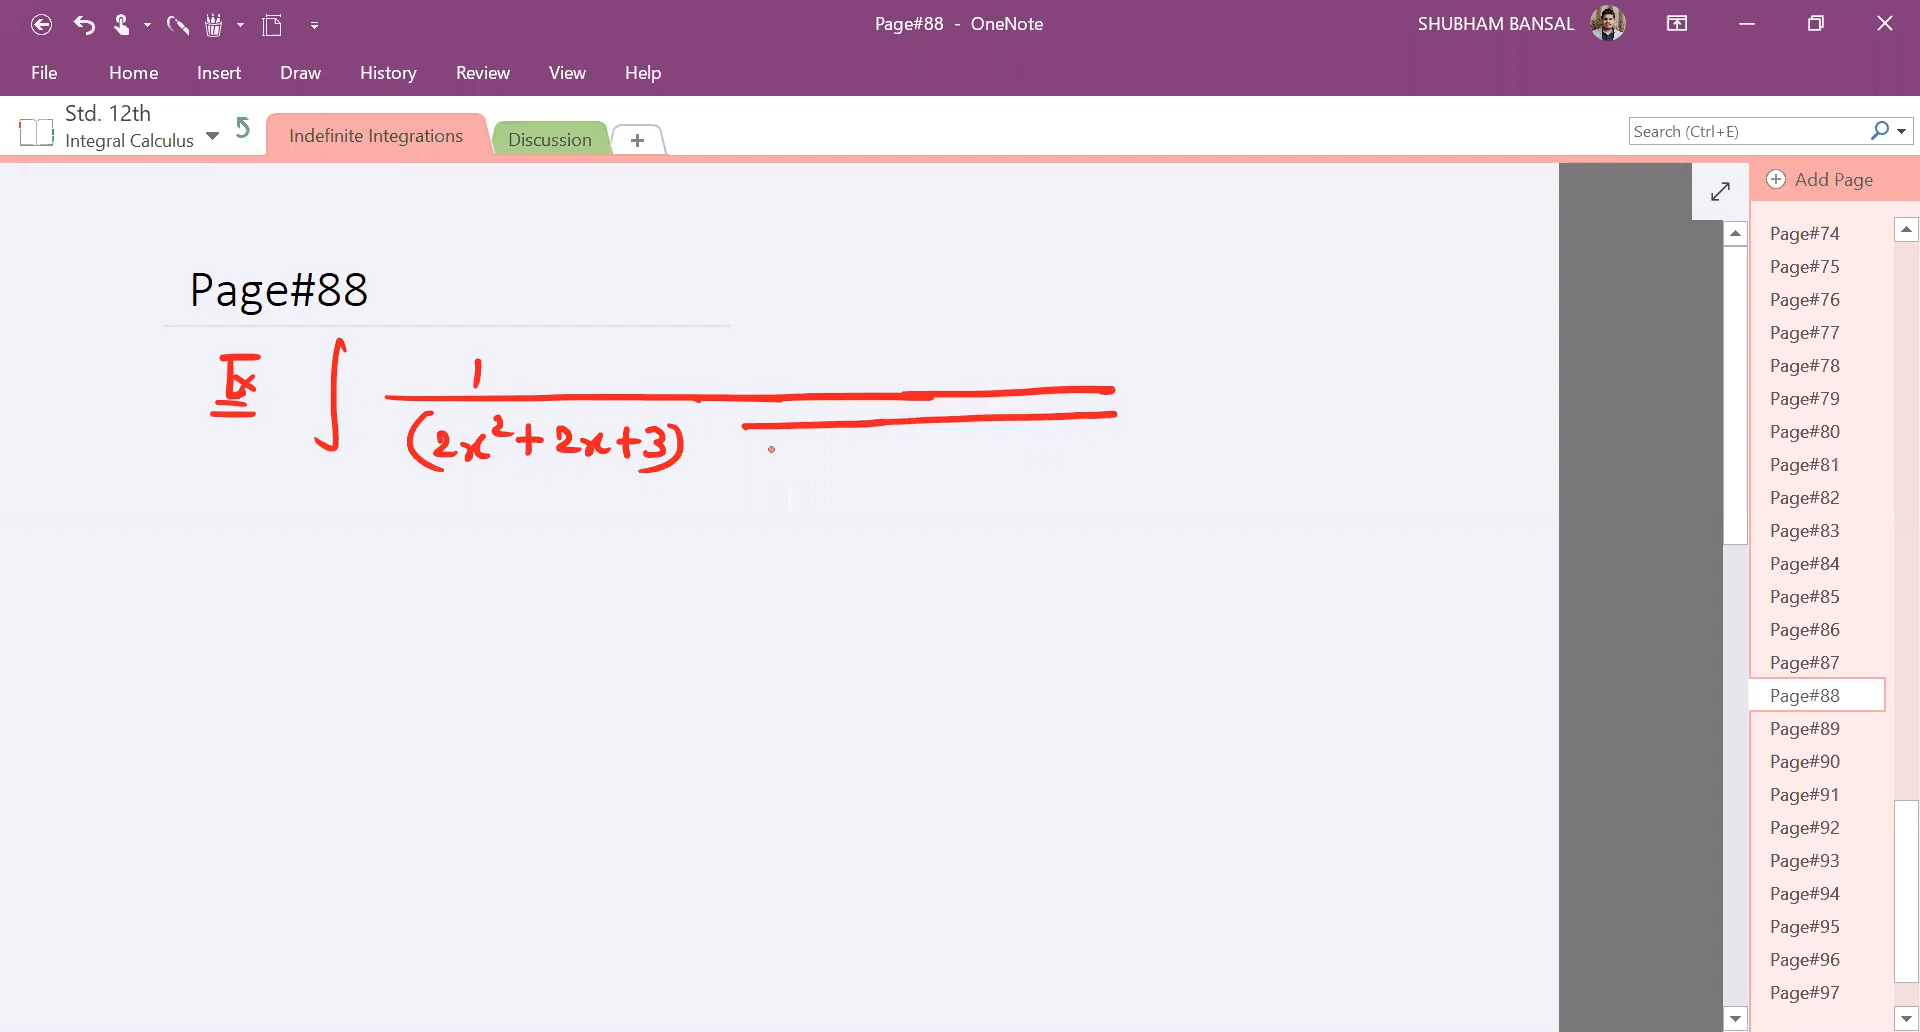 Page#88 - OneNote
SHUBHAM BANSAL
File Home Insert Draw History Review View Help
Std. 12th
Integral Calculus
Indefinite Integrations
Discussion
+
Search (Ctrl+E)
Add Page
Page#88
Ex ∫ 1
(2x²+2x+3)
Page#74
Page#75
Page#76
Page#77
Page#78
Page#79
Page#80
Page#81
Page#82
Page#83
Page#84
Page#85
Page#86
Page#87
Page#88
Page#89
Page#90
Page#91
Page#92
Page#93
Page#94
Page#95
Page#96
Page#97